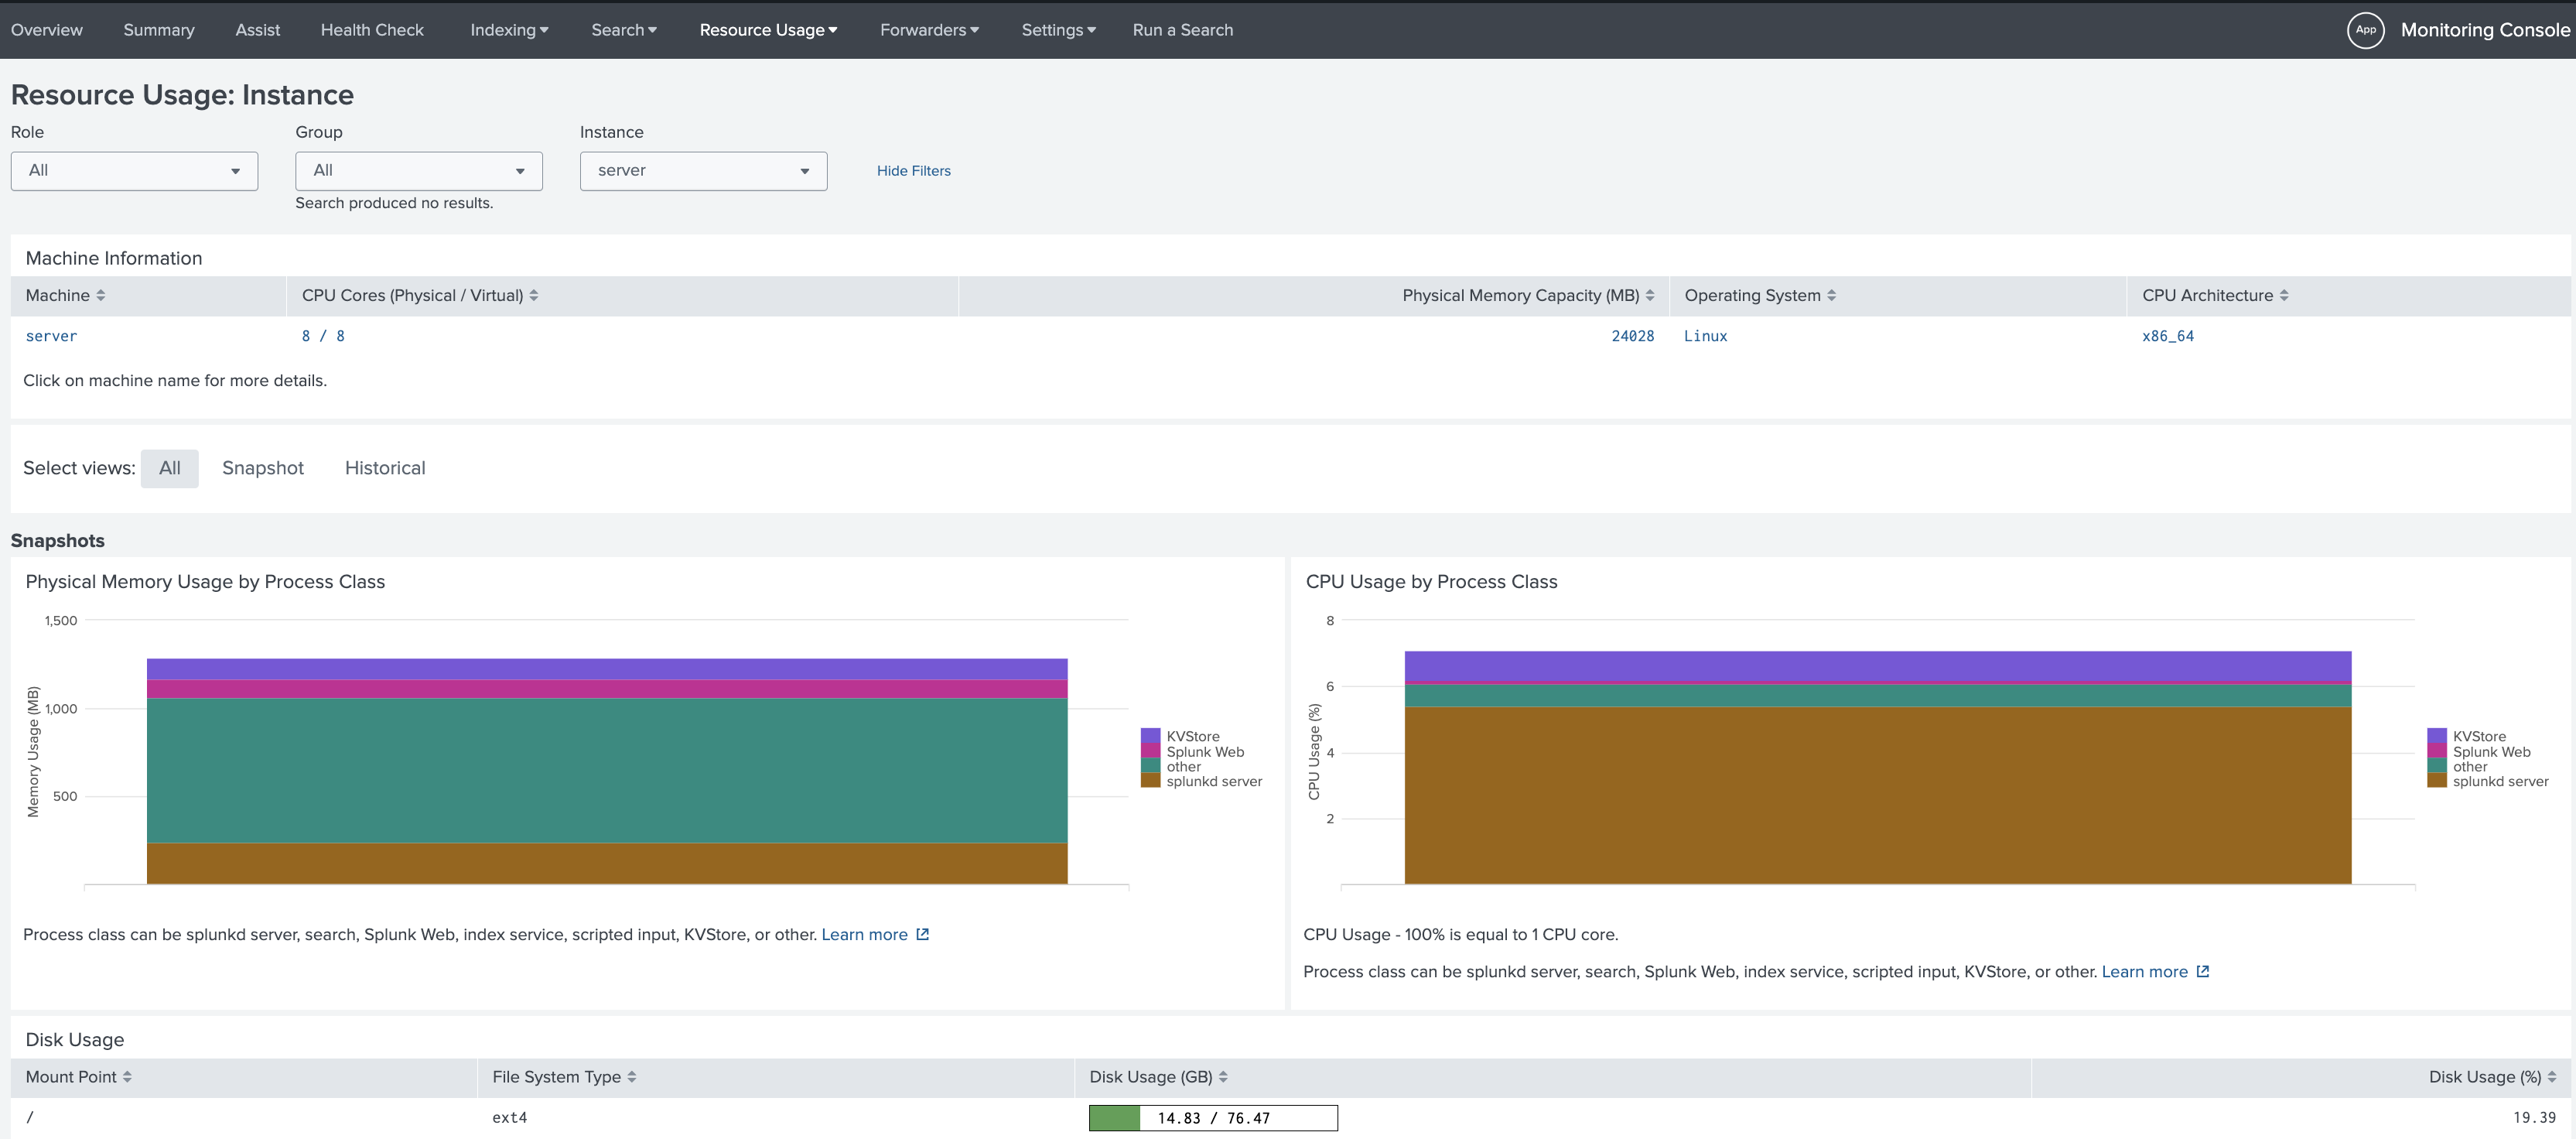 Overview Summary Assist Health Check Indexing Search Resource Usage Forwarders Settings Run a Search App Monitoring Console
Resource Usage: Instance
Role Group Instance
All All server Hide Filters
Search produced no results.
Machine Information
Machine CPU Cores (Physical / Virtual) Physical Memory Capacity (MB) Operating System CPU Architecture
server 8 / 8 24028 Linux x86_64
Click on machine name for more details.
Select views: All Snapshot Historical
Snapshots
Physical Memory Usage by Process Class
1,500
1,000
500
Memory Usage (MB)
KVStore
Splunk Web
other
splunkd server
Process class can be splunkd server, search, Splunk Web, index service, scripted input, KVStore, or other. Learn more
CPU Usage by Process Class
8
6
4
2
CPU Usage (%)
KVStore
Splunk Web
other
splunkd server
CPU Usage - 100% is equal to 1 CPU core.
Process class can be splunkd server, search, Splunk Web, index service, scripted input, KVStore, or other. Learn more
Disk Usage
Mount Point File System Type Disk Usage (GB) Disk Usage (%)
/ ext4 14.83 / 76.47 19.39